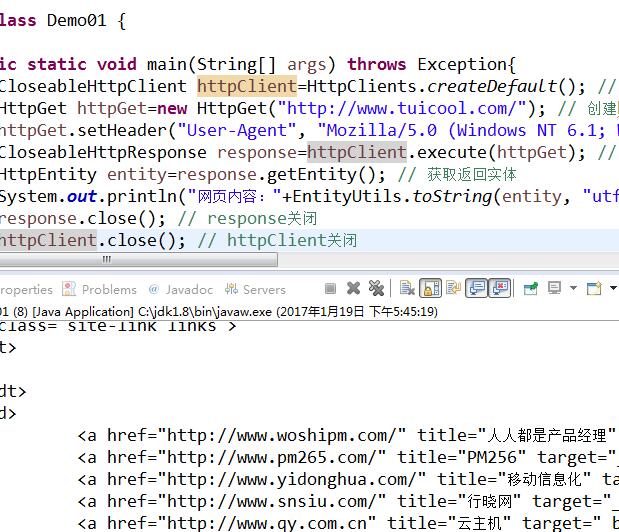 lass Demo01 {
ic static void main(String[] args) throws Exception{
CloseableHttpClient httpClient=HttpClients.createDefault(); //
HttpGet httpGet=new HttpGet("http://www.tuicool.com/"); // 创建
httpGet.setHeader("User-Agent", "Mozilla/5.0 (Windows NT 6.1; W
CloseableHttpResponse response=httpClient.execute(httpGet); //
HttpEntity entity=response.getEntity(); // 获取返回实体
System.out.println("网页内容："+EntityUtils.toString(entity, "utf
response.close(); // response关闭
httpClient.close(); // httpClient关闭
roperties Problems @ Javadoc Servers
01 (8) [Java Application] C:\jdk1.8\bin\javaw.exe (2017年1月19日 下午5:45:19)
class="site-link links">
t>
dt>
d>
<a href="http://www.woshipm.com/" title="人人都是产品经理"
<a href="http://www.pm265.com/" title="PM256" target="_
<a href="http://www.yidonghua.com/" title="移动信息化" ta
<a href="http://www.snsiu.com/" title="行晓网" target="_
<a href="http://www.qy.com.cn" title="云主机" target="_b